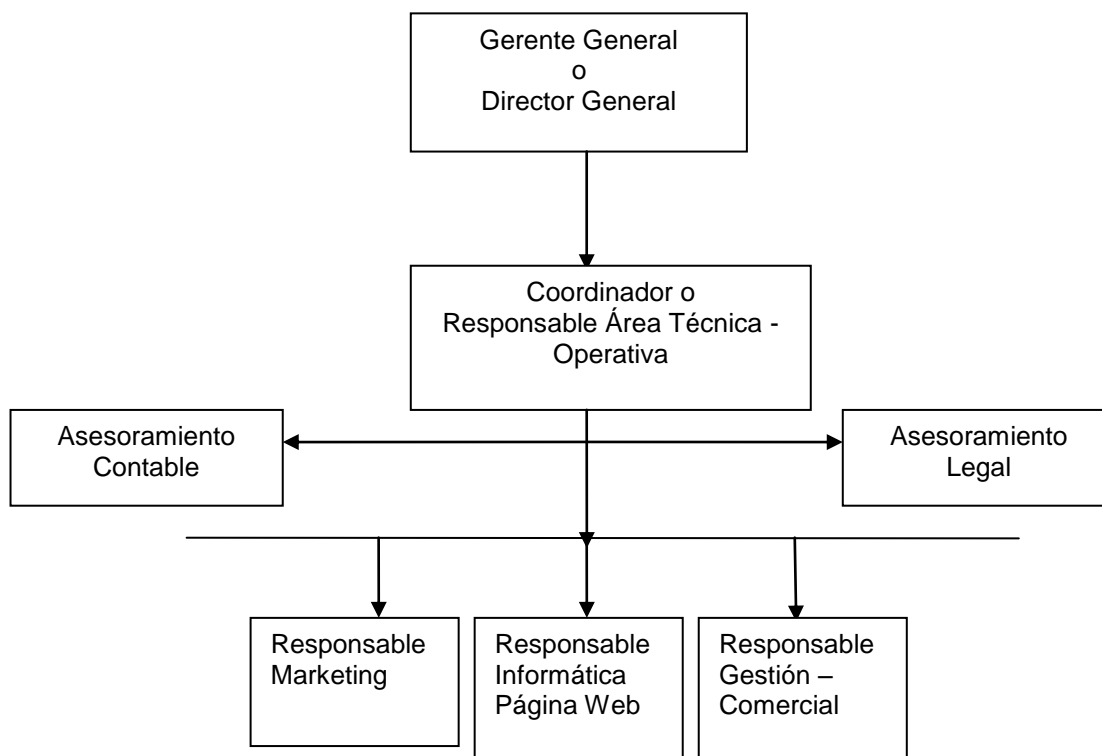 Gerente General
o
Director General
Coordinador o
Responsable Área Técnica -
Operativa
Asesoramiento
Contable
Asesoramiento
Legal
Responsable
Marketing
Responsable
Informática
Página Web
Responsable
Gestión –
Comercial